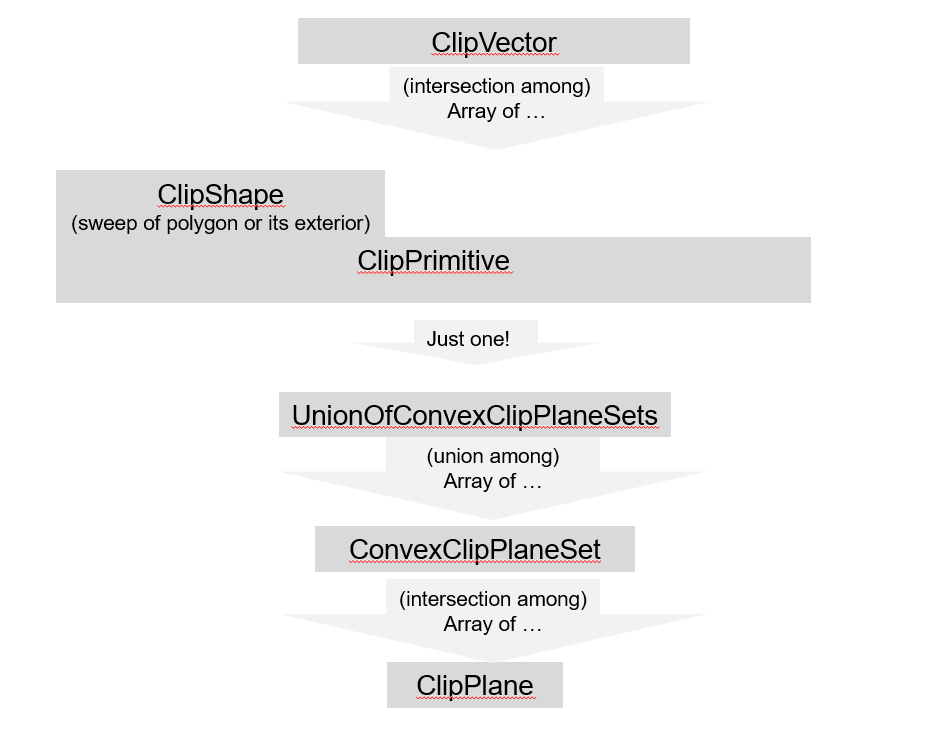 ClipVector
(intersection among)
Array of …
ClipShape
(sweep of polygon or its exterior)
ClipPrimitive
Just one!
UnionOfConvexClipPlaneSets
(union among)
Array of …
ConvexClipPlaneSet
(intersection among)
Array of …
ClipPlane